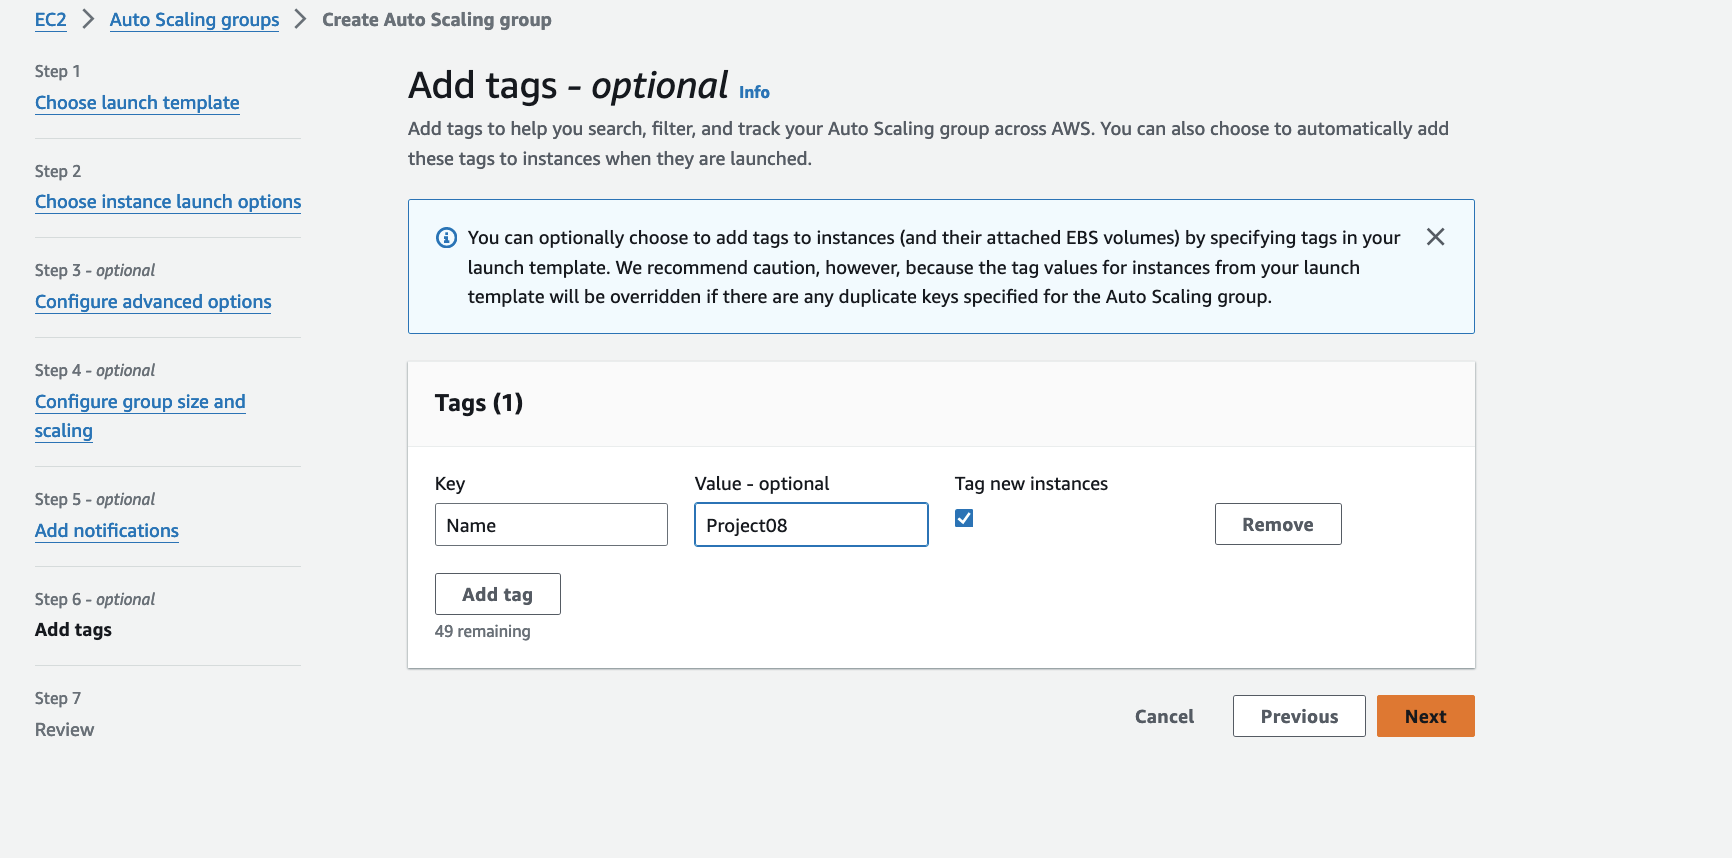 EC2 > Auto Scaling groups > Create Auto Scaling group
Step 1
Choose launch template
Step 2
Choose instance launch options
Step 3 - optional
Configure advanced options
Step 4 - optional
Configure group size and
scaling
Step 5 - optional
Add notifications
Step 6 - optional
Add tags
Step 7
Review
Add tags - optional Info
Add tags to help you search, filter, and track your Auto Scaling group across AWS. You can also choose to automatically add
these tags to instances when they are launched.
You can optionally choose to add tags to instances (and their attached EBS volumes) by specifying tags in your
launch template. We recommend caution, however, because the tag values for instances from your launch
template will be overridden if there are any duplicate keys specified for the Auto Scaling group.
Tags (1)
Key Value - optional Tag new instances
Name Project08 Remove
Add tag
49 remaining
Cancel Previous Next